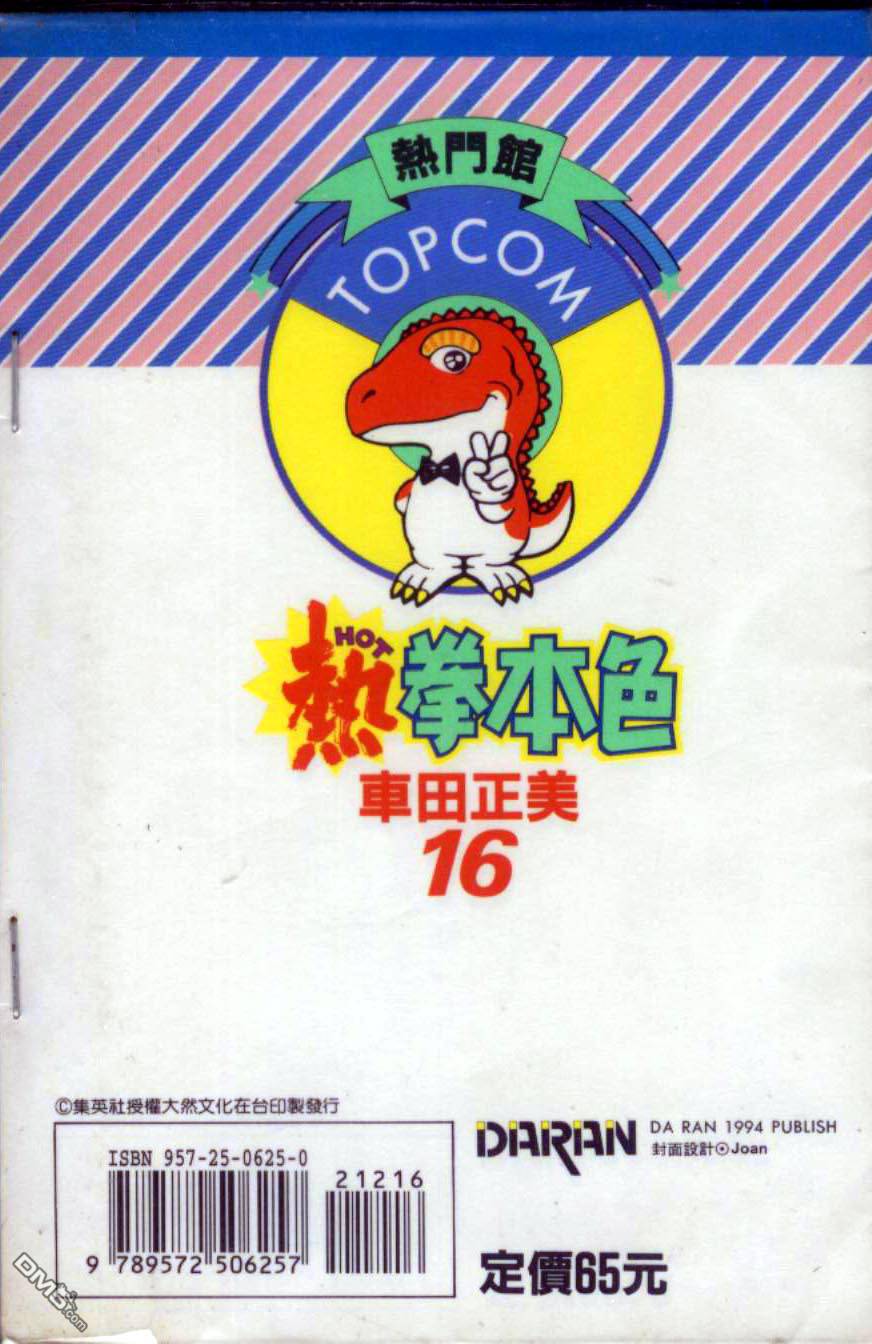 熱門館
TOPCOM
HOT
熱拳本色
車田正美
16
©集英社授權大然文化在台印製發行
ISBN 957-25-0625-0
21216
9 789572 506257
DARAN
DA RAN 1994 PUBLISH
封面設計⊙Joan
定價65元